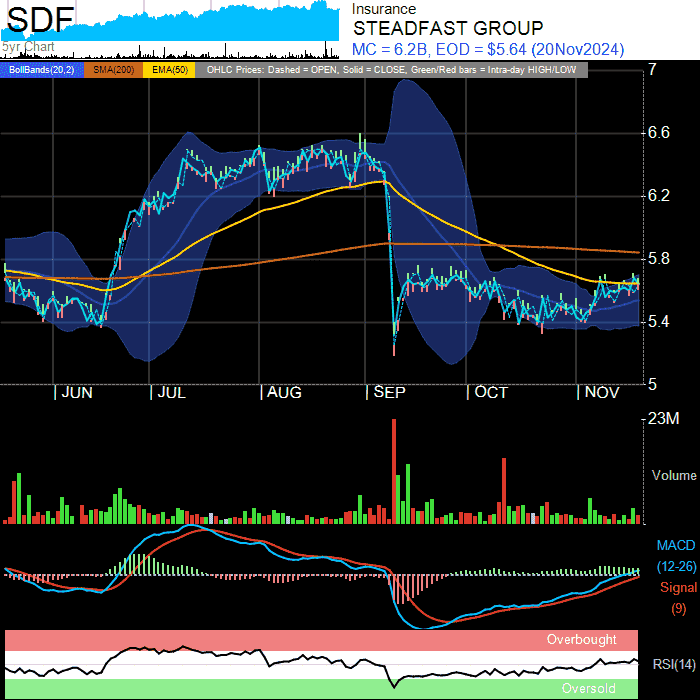 SDF
5yr Chart
Insurance
STEADFAST GROUP
MC = 6.2B, EOD = $5.64 (20Nov2024)
BollBands(20,2) SMA(200) EMA(50) OHLC Prices: Dashed = OPEN, Solid = CLOSE, Green/Red bars = Intra-day HIGH/LOW
7
6.6
6.2
5.8
5.4
5
JUN JUL AUG SEP OCT NOV
23M
Volume
MACD
(12-26)
Signal
(9)
Overbought
RSI(14)
Oversold